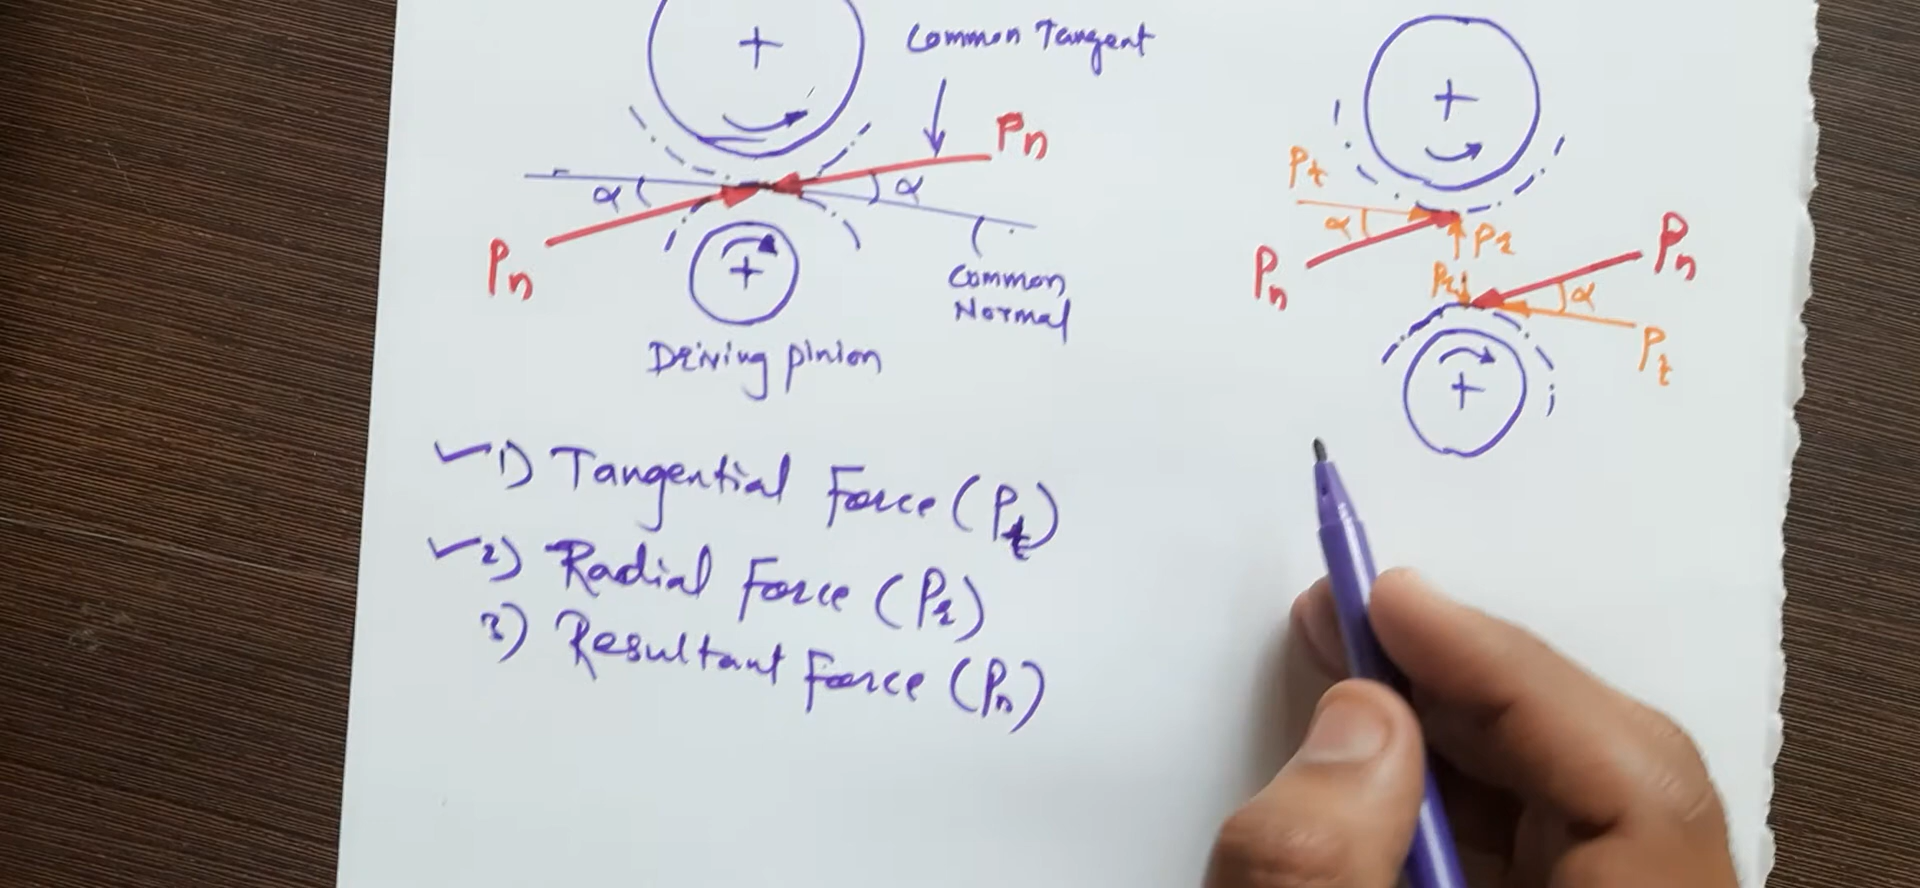 Common Tangent
Pn
α
α
Pn
Common
Normal
Driving pinion
Pt
α
Pn
Pr
Pr
Pn
α
Pt
1) Tangential Force (Pt)
2) Radial Force (Pr)
3) Resultant Force (Pn)